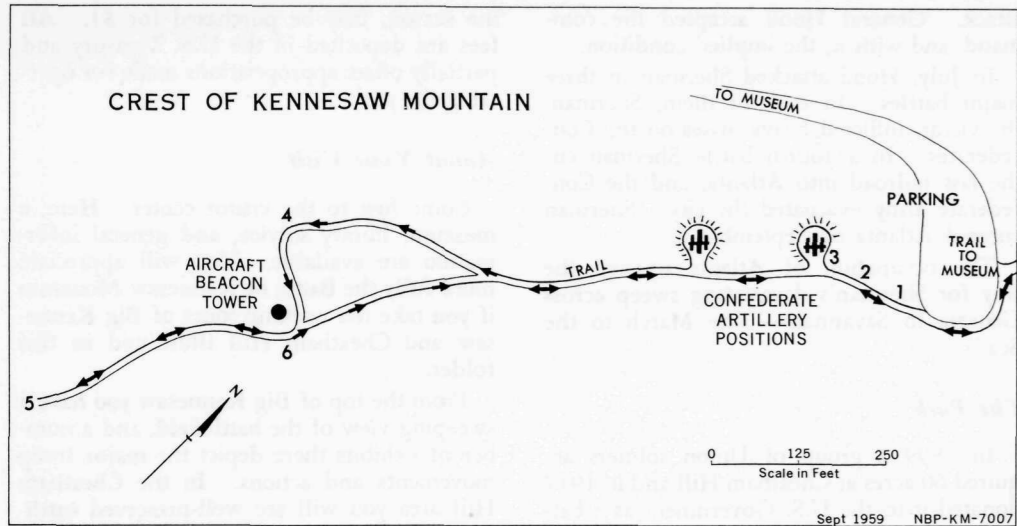 CREST OF KENNESAW MOUNTAIN
TO MUSEUM
PARKING
4
AIRCRAFT
BEACON
TOWER
TRAIL
3
TRAIL
TO
MUSEUM
1
CONFEDERATE
ARTILLERY
POSITIONS
6
5
N
0 125 250
Scale in Feet
Sept 1959 NBP-KM-7007